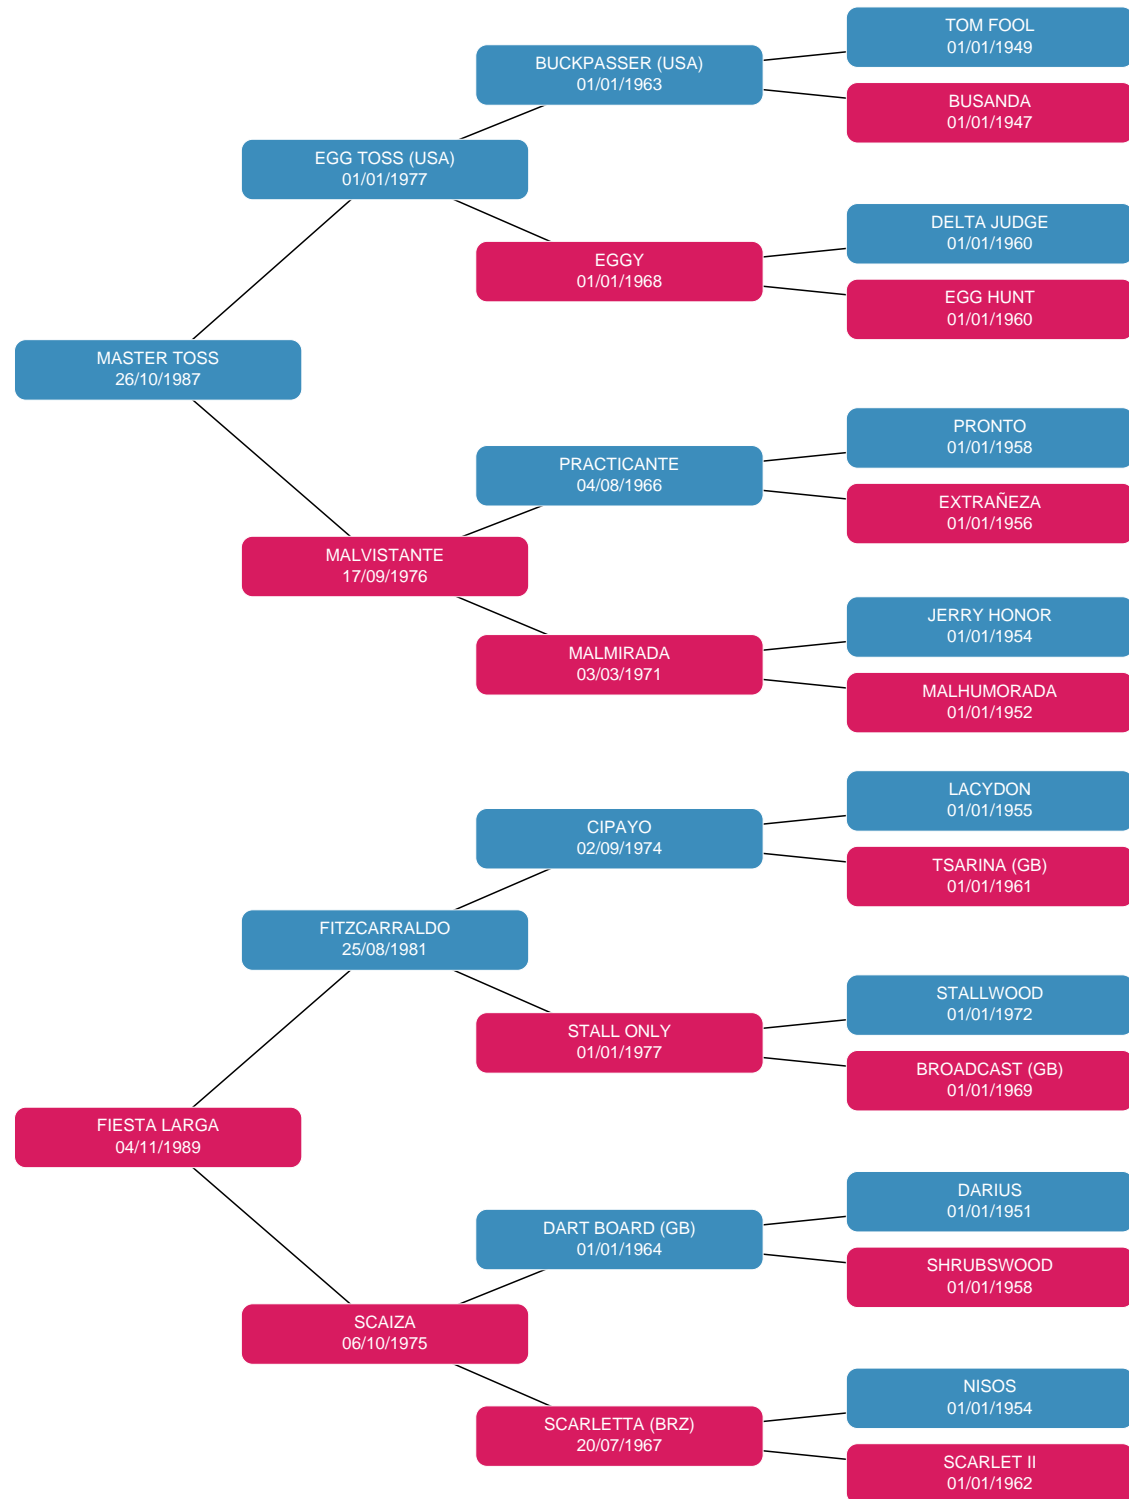 TOM FOOL
01/01/1949
BUCKPASSER (USA)
01/01/1963
BUSANDA
01/01/1947
EGG TOSS (USA)
01/01/1977
DELTA JUDGE
01/01/1960
EGGY
01/01/1968
EGG HUNT
01/01/1960
MASTER TOSS
26/10/1987
PRONTO
01/01/1958
PRACTICANTE
04/08/1966
EXTRAÑEZA
01/01/1956
MALVISTANTE
17/09/1976
JERRY HONOR
01/01/1954
MALMIRADA
03/03/1971
MALHUMORADA
01/01/1952
LACYDON
01/01/1955
CIPAYO
02/09/1974
TSARINA (GB)
01/01/1961
FITZCARRALDO
25/08/1981
STALLWOOD
01/01/1972
STALL ONLY
01/01/1977
BROADCAST (GB)
01/01/1969
FIESTA LARGA
04/11/1989
DARIUS
01/01/1951
DART BOARD (GB)
01/01/1964
SHRUBSWOOD
01/01/1958
SCAIZA
06/10/1975
NISOS
01/01/1954
SCARLETTA (BRZ)
20/07/1967
SCARLET II
01/01/1962